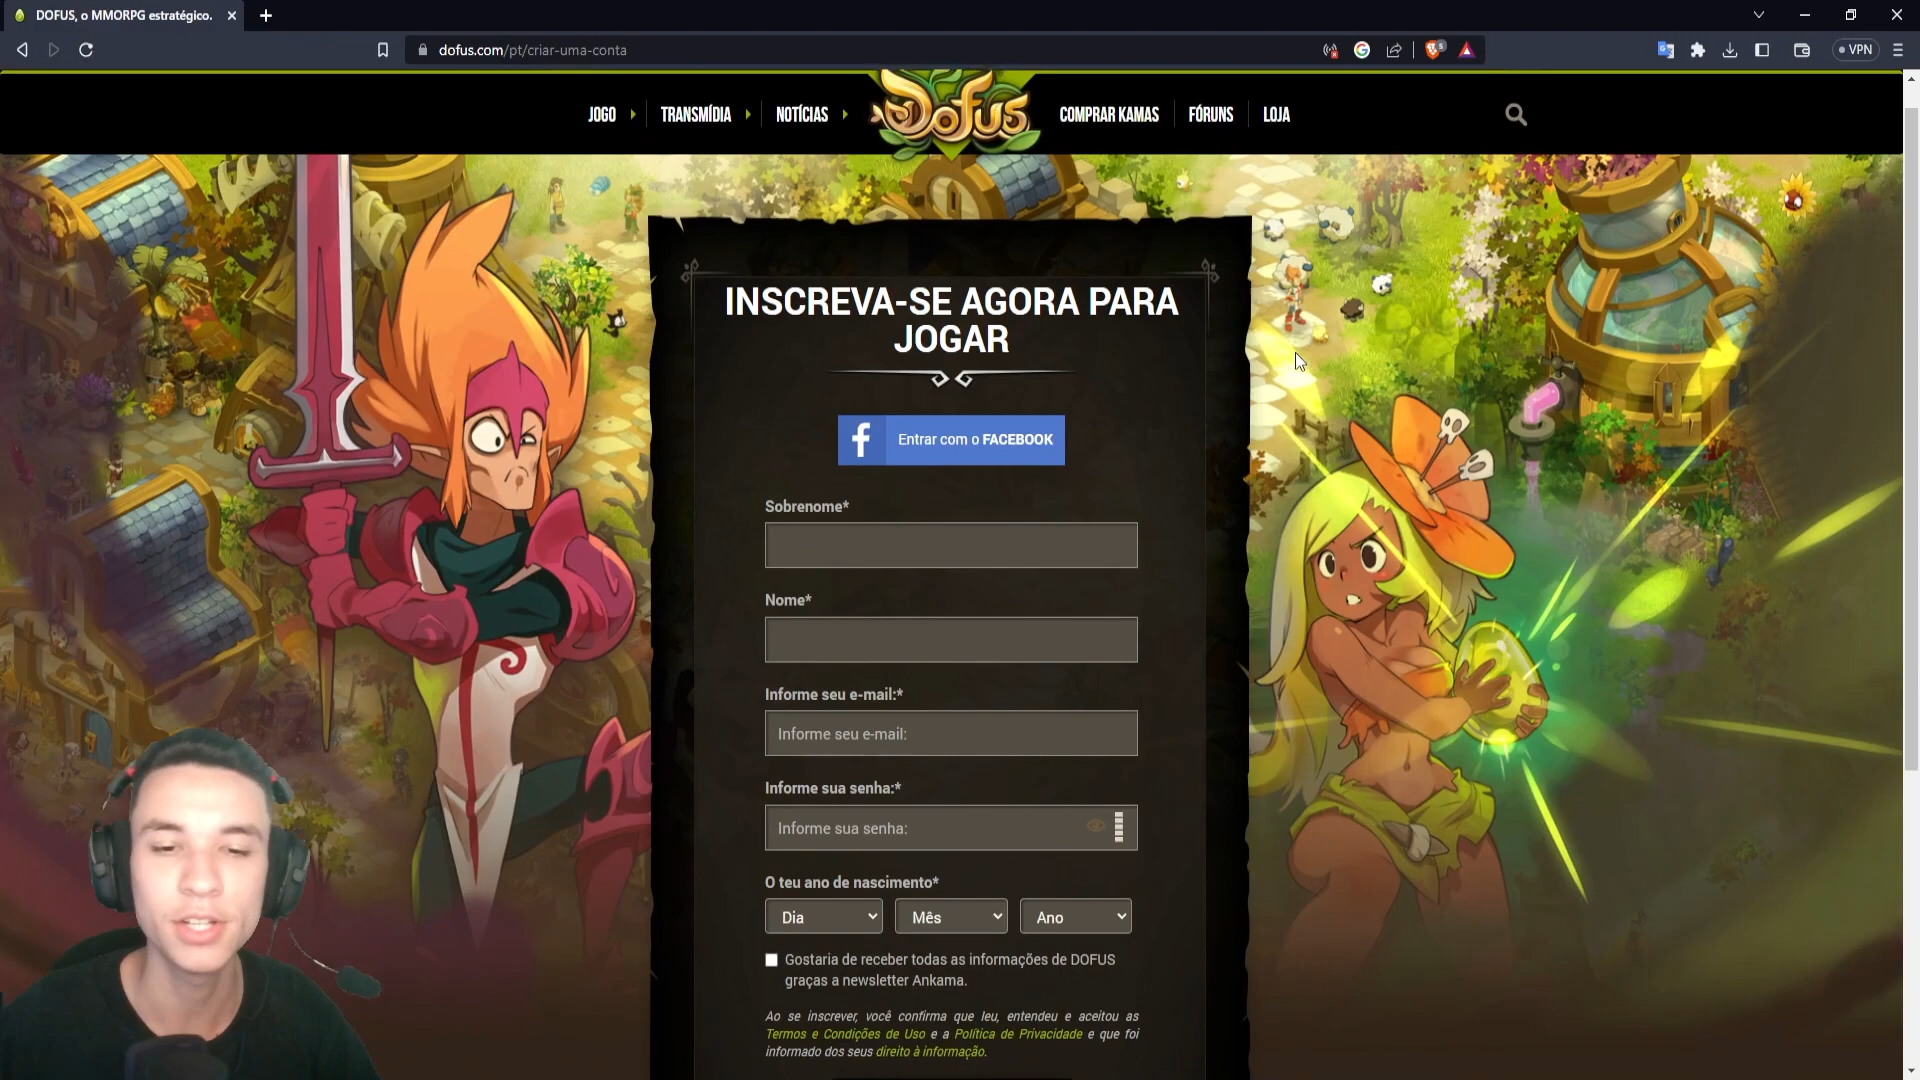 DOFUS, o MMORPG estratégico.
dofus.com/pt/criar-uma-conta
5
VPN
JOGO
TRANSMÍDIA
NOTÍCIAS
DOFUS
COMPRAR KAMAS
FÓRUNS
LOJA
INSCREVA-SE AGORA PARA
JOGAR
Entrar com o FACEBOOK
Sobrenome*
Nome*
Informe seu e-mail:*
Informe seu e-mail:
Informe sua senha:*
Informe sua senha:
O teu ano de nascimento*
Dia
Mês
Ano
Gostaria de receber todas as informações de DOFUS
graças a newsletter Ankama.
Ao se inscrever, você confirma que leu, entendeu e aceitou as
Termos e Condições de Uso e a Política de Privacidade e que foi
informado dos seus direito à informação.